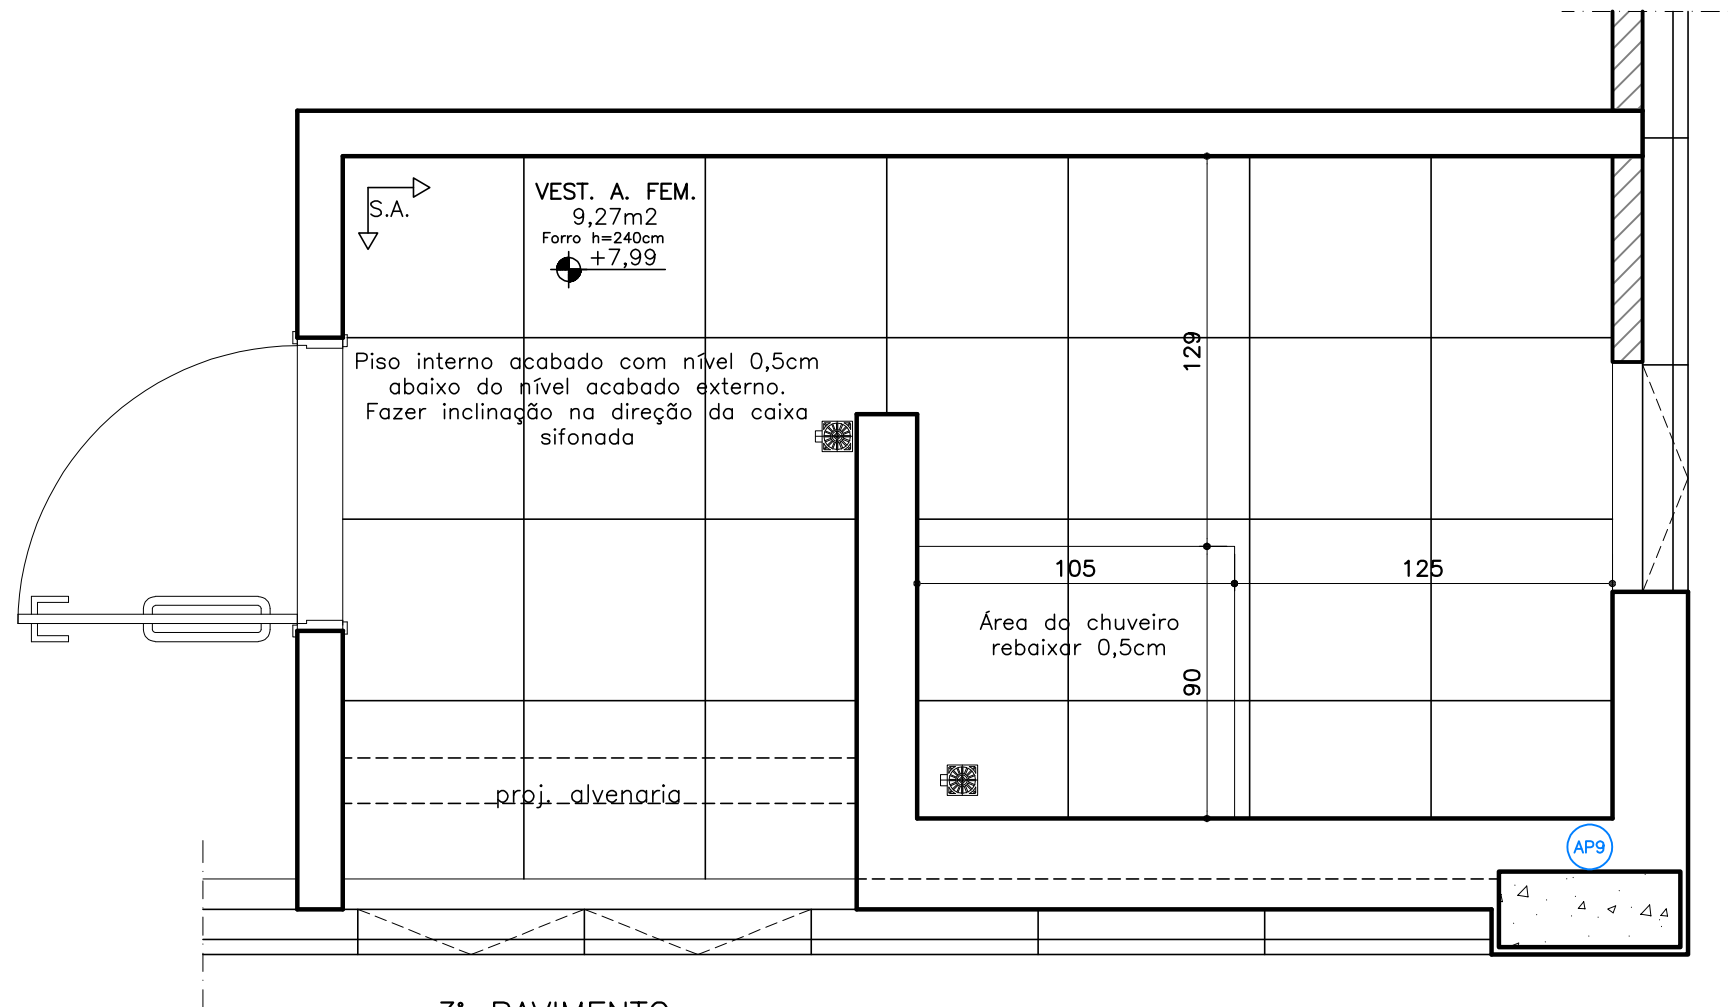 VEST. A. FEM.
S.A.
9,27m2
Forro h=240cm
+7,99
129
Piso interno acabado com nível 0,5cm
abaixo do nível acabado externo.
Fazer inclinação na direção da caixa
sifonada
105
125
Área do chuveiro
rebaixar 0,5cm
90
proj. alvenaria
AP9
PAVIMENTO